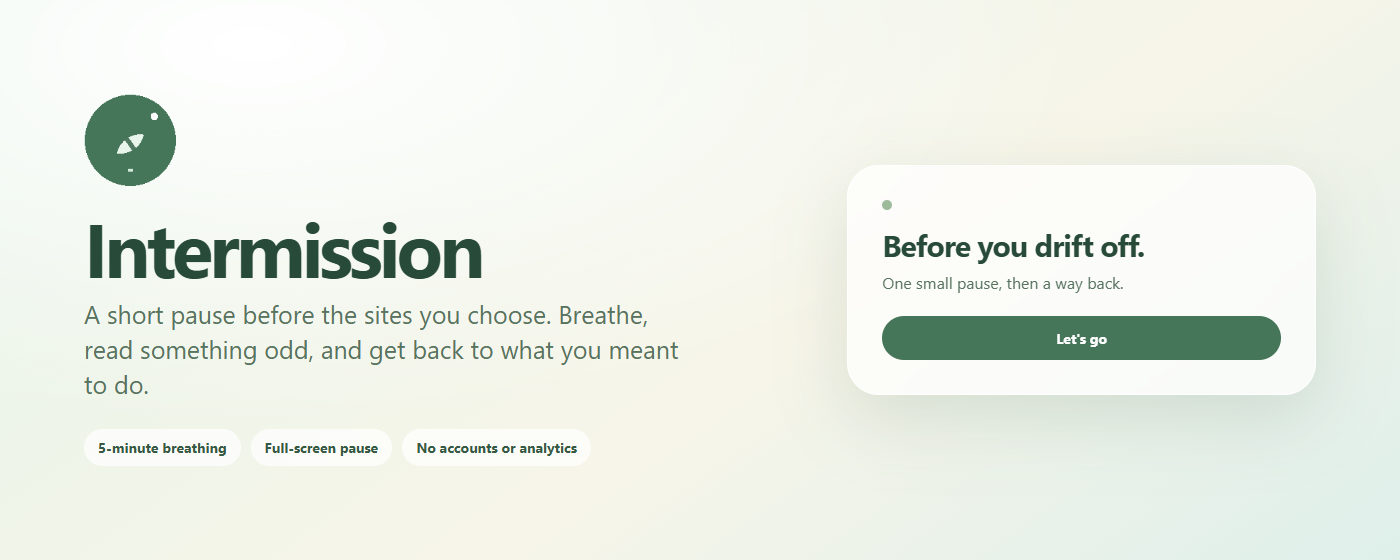 Intermission
A short pause before the sites you choose. Breathe,
read something odd, and get back to what you meant
to do.
5-minute breathing
Full-screen pause
No accounts or analytics
Before you drift off.
One small pause, then a way back.
Let's go